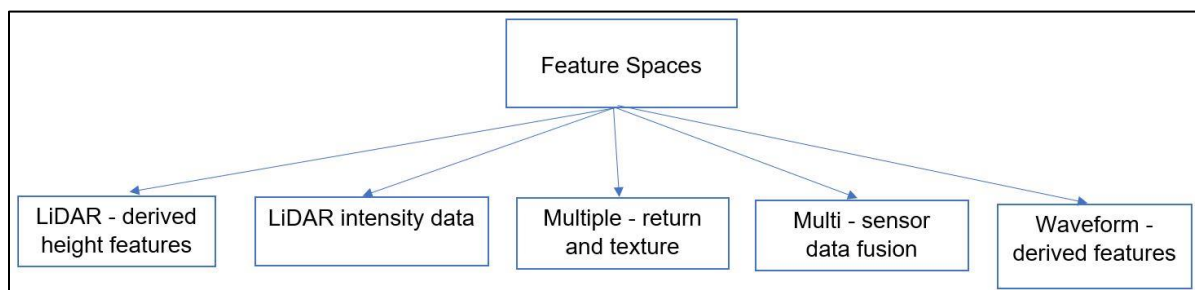 Feature Spaces
LiDAR - derived
height features
LiDAR intensity data
Multiple - return
and texture
Multi - sensor
data fusion
Waveform -
derived features